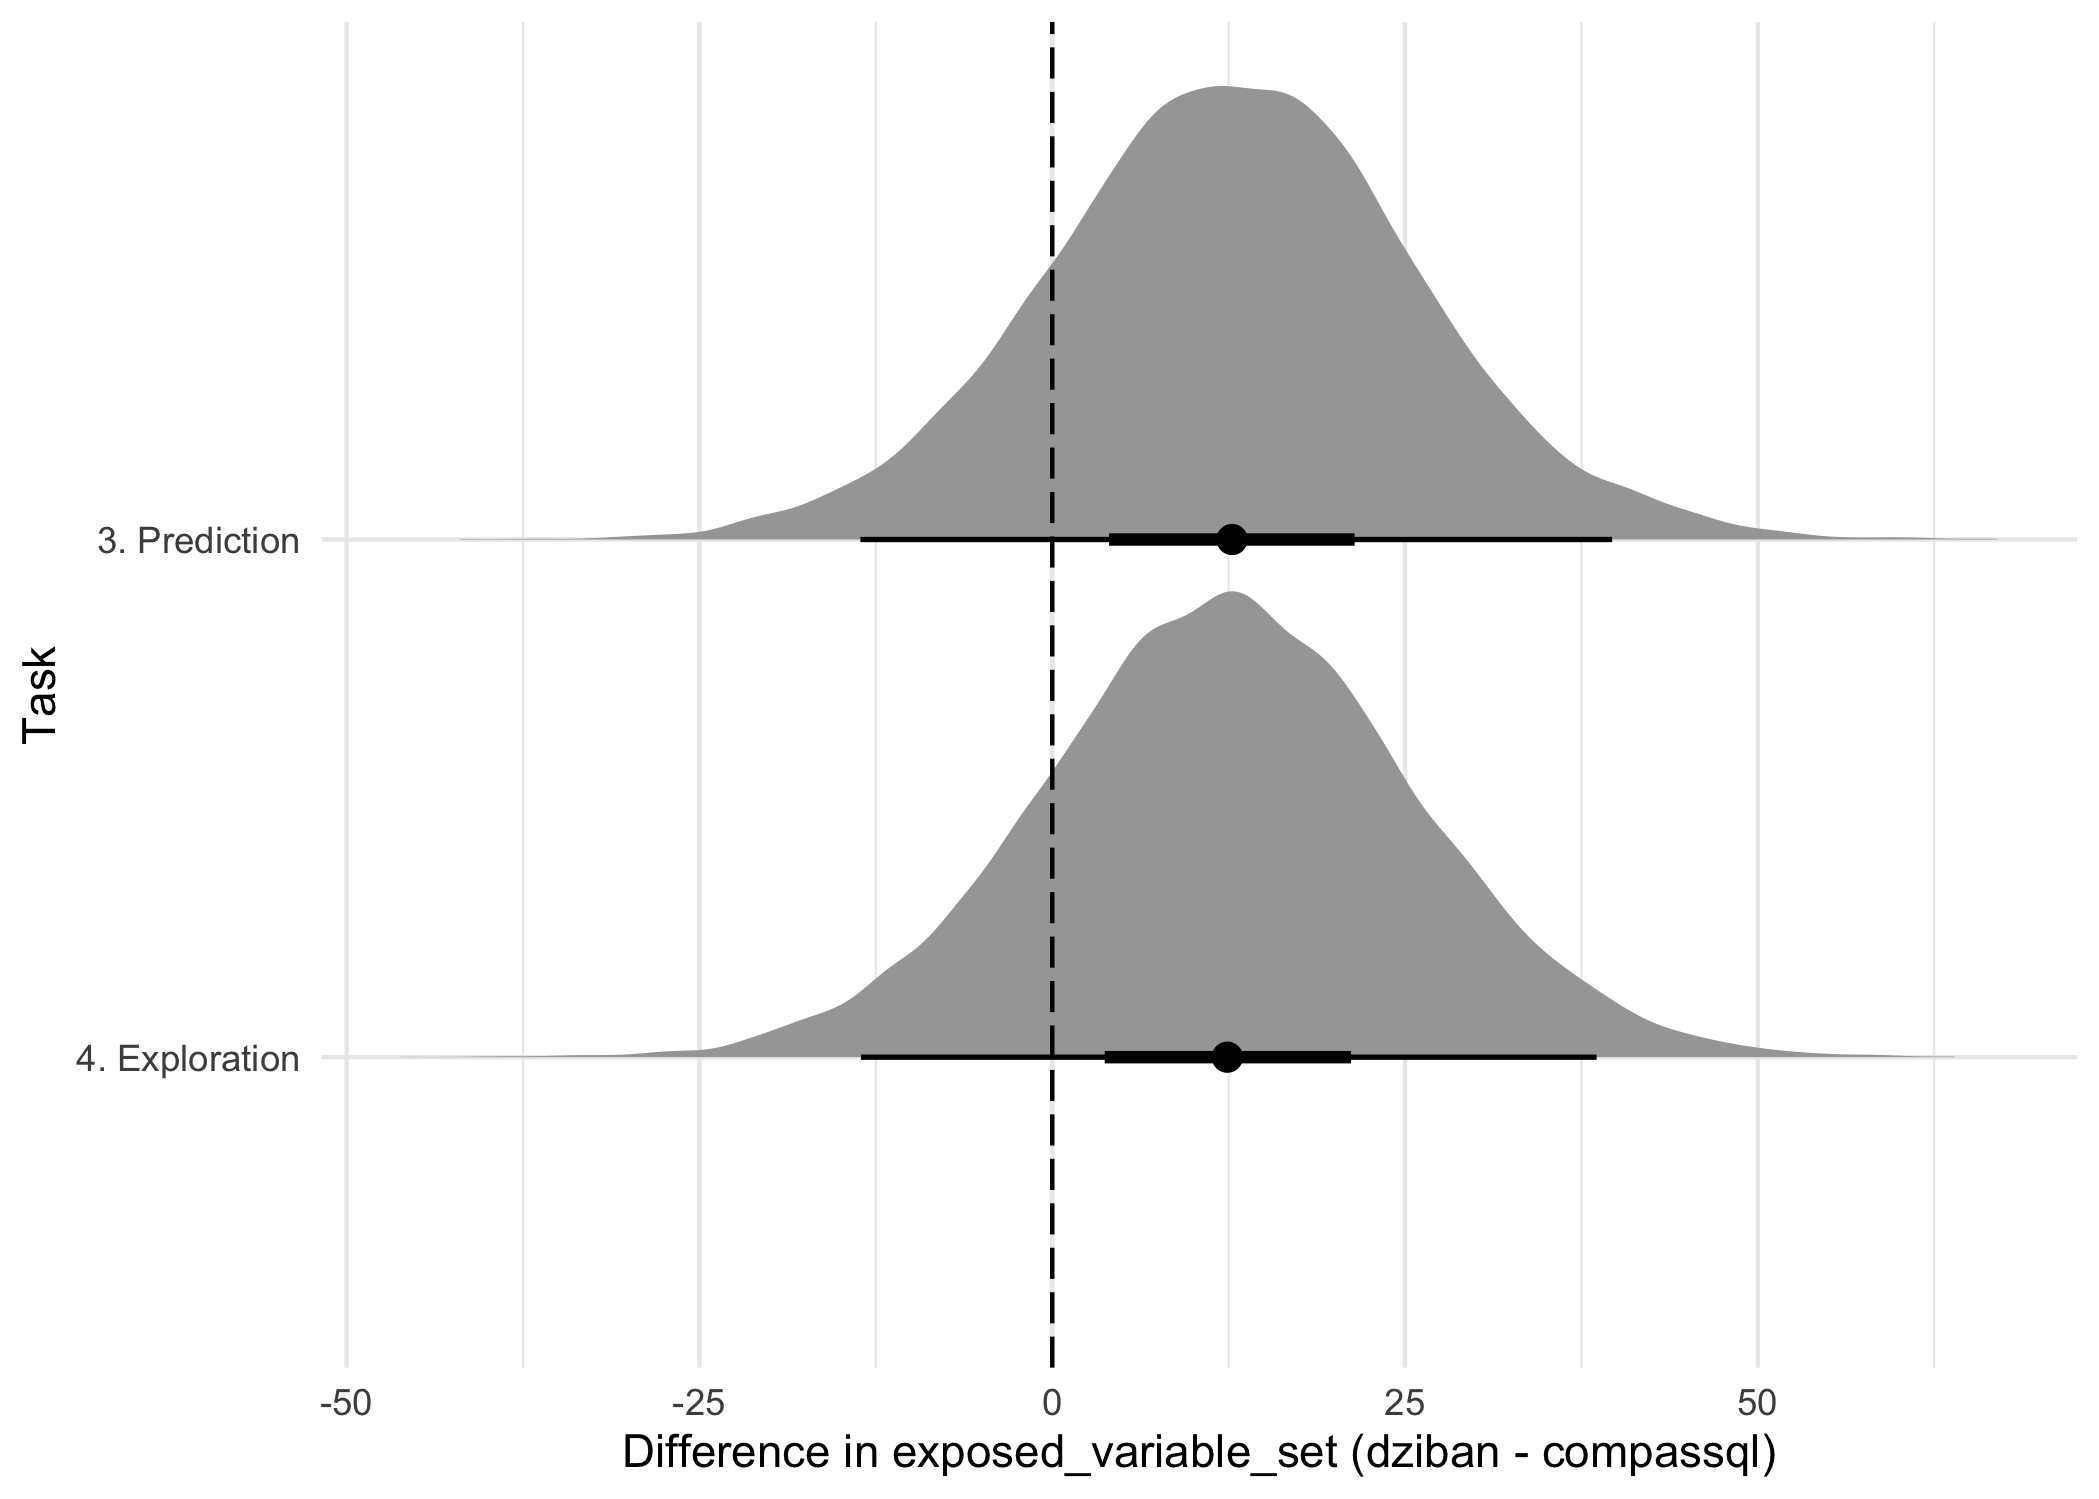 3. Prediction
Task
4. Exploration
-50 -25 0 25 50
Difference in exposed_variable_set (dziban - compassql)